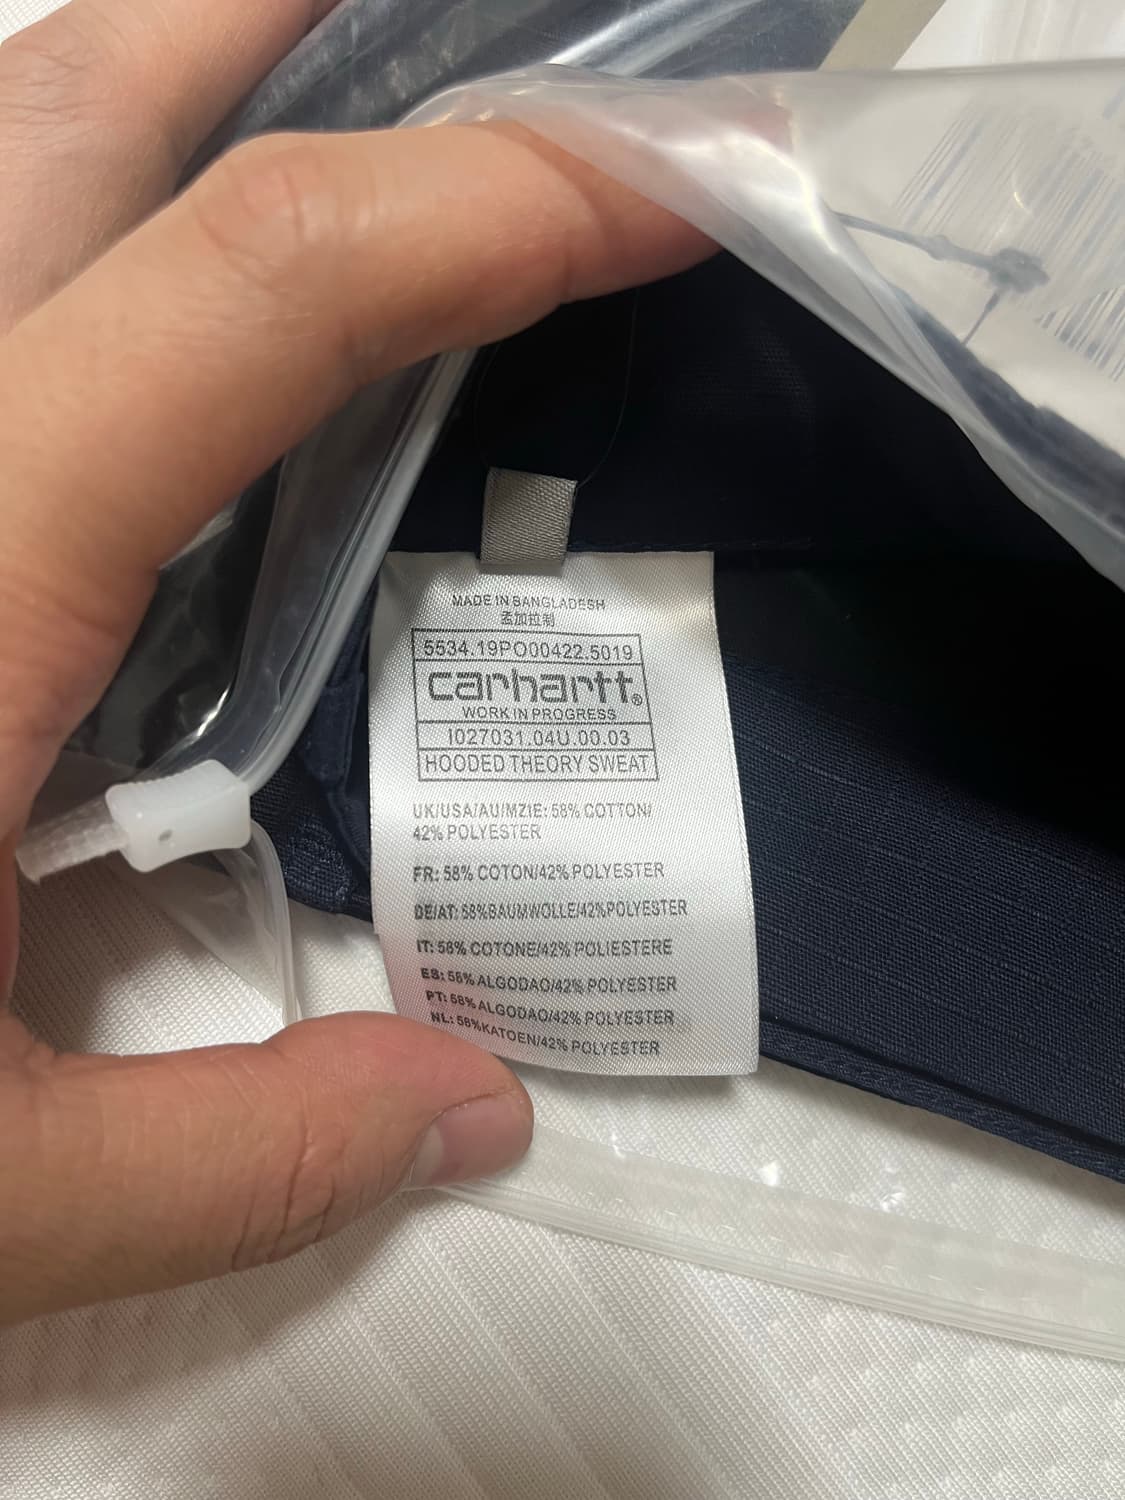 MADE IN BANGLADESH
孟加拉制
5534.19PO00422.5019
carhartt®
WORK IN PROGRESS
I027031.04U.00.03
HOODED THEORY SWEAT
UK/USA/AU/MZIE: 58% COTTON/
42% POLYESTER
FR: 58% COTON/42% POLYESTER
DE/AT: 58%BAUMWOLLE/42%POLYESTER
IT: 58% COTONE/42% POLIESTERE
ES: 58% ALGODAO/42% POLYESTER
PT: 58% ALGODAO/42% POLYESTER
NL: 58%KATOEN/42% POLYESTER